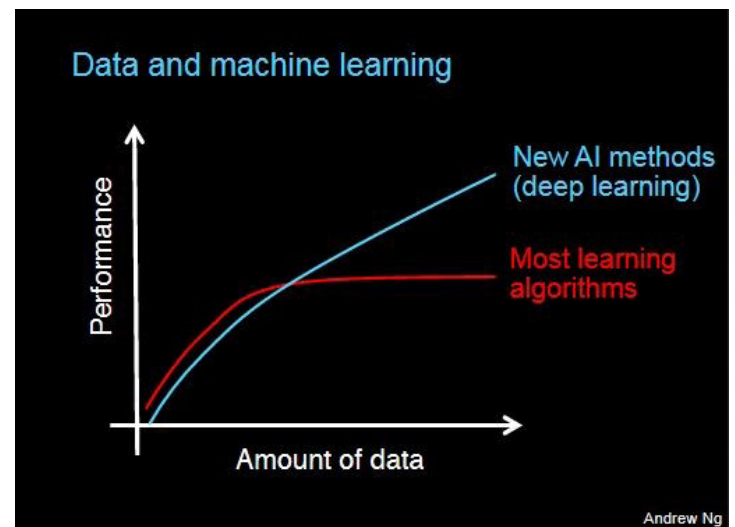 Data and machine learning
New AI methods
(deep learning)
Most learning
algorithms
Performance
Amount of data
Andrew Ng